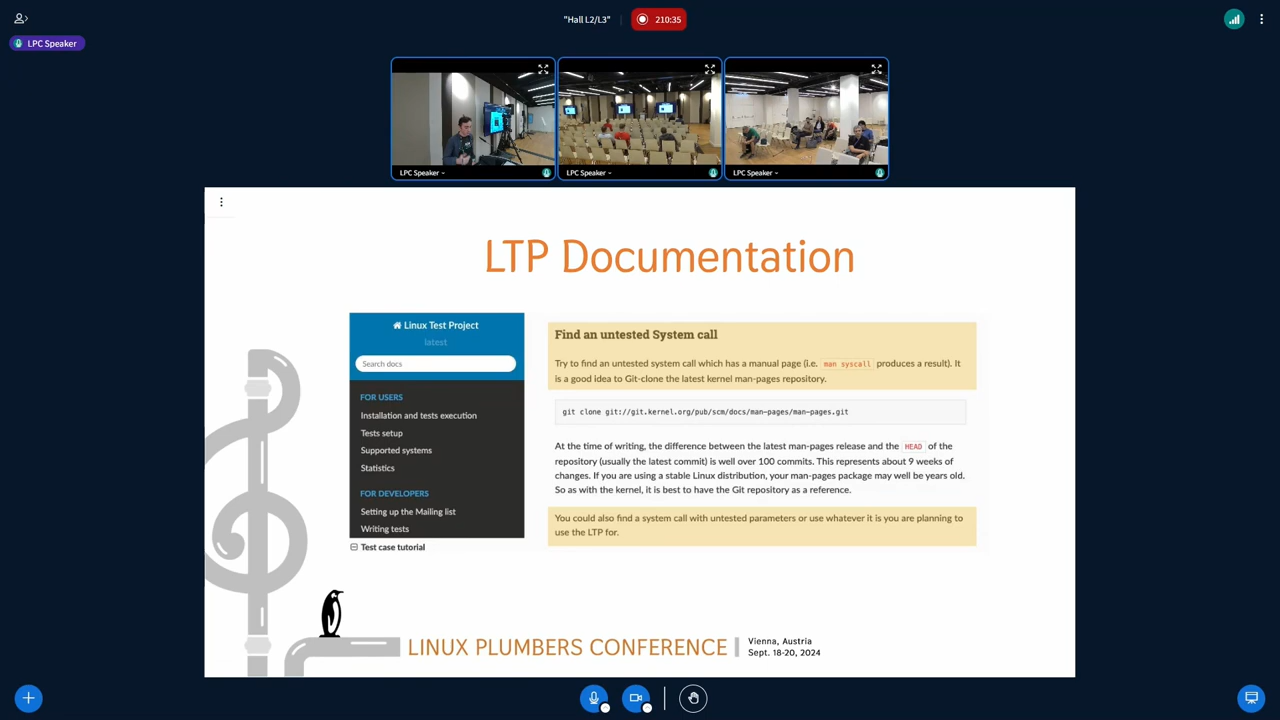 "Hall L2/L3"
210:35
LPC Speaker
LPC Speaker
LPC Speaker
LPC Speaker
LTP Documentation
Linux Test Project
latest
Search docs
FOR USERS
Installation and tests execution
Tests setup
Supported systems
Statistics
FOR DEVELOPERS
Setting up the Mailing list
Writing tests
Test case tutorial
Find an untested System call
Try to find an untested system call which has a manual page (i.e. man syscall produces a result). It
is a good idea to Git-clone the latest kernel man-pages repository.
git clone git://git.kernel.org/pub/scm/docs/man-pages/man-pages.git
At the time of writing, the difference between the latest man-pages release and the HEAD of the
repository (usually the latest commit) is well over 100 commits. This represents about 9 weeks of
changes. If you are using a stable Linux distribution, your man-pages package may well be years old.
So as with the kernel, it is best to have the Git repository as a reference.
You could also find a system call with untested parameters or use whatever it is you are planning to
use the LTP for.
LINUX PLUMBERS CONFERENCE
Vienna, Austria
Sept. 18-20, 2024